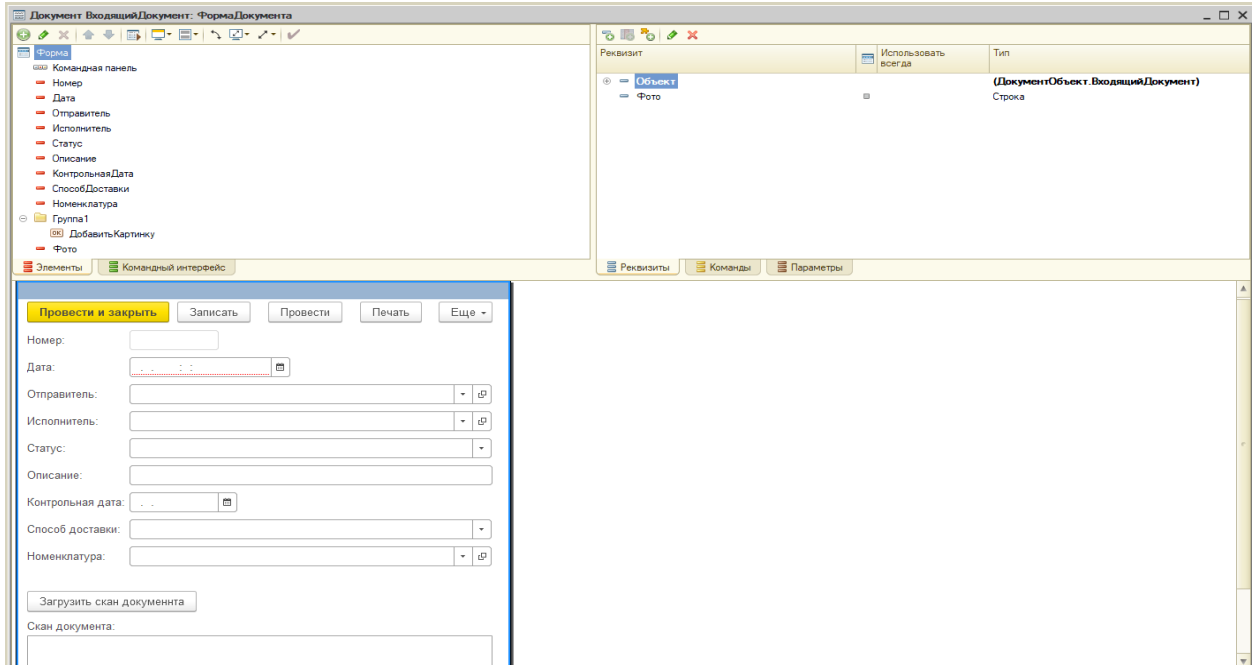 Документ ВходящийДокумент: ФормаДокумента
Форма
Командная панель
Номер
Дата
Отправитель
Исполнитель
Статус
Описание
КонтрольнаяДата
СпособДоставки
Номенклатура
Группа1
ОК ДобавитьКартинку
Фото
Элементы Командный интерфейс
Реквизит Использовать всегда Тип
Объект (ДокументОбъект.ВходящийДокумент)
Фото Строка
Реквизиты Команды Параметры
Провести и закрыть Записать Провести Печать Еще
Номер:
Дата: . . : :
Отправитель:
Исполнитель:
Статус:
Описание:
Контрольная дата: . .
Способ доставки:
Номенклатура:
Загрузить скан документнта
Скан документа: